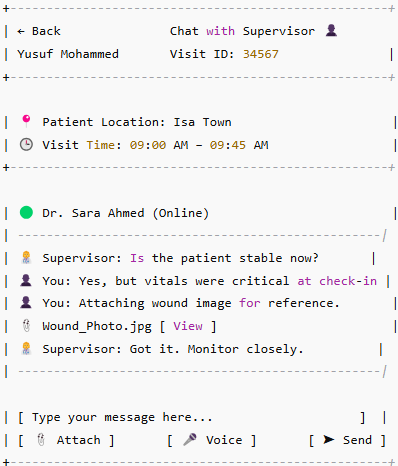 ← Back Chat with Supervisor 👤
Yusuf Mohammed Visit ID: 34567
📍 Patient Location: Isa Town
🕒 Visit Time: 09:00 AM – 09:45 AM
🟢 Dr. Sara Ahmed (Online)
👩‍⚕️ Supervisor: Is the patient stable now?
👤 You: Yes, but vitals were critical at check-in
👤 You: Attaching wound image for reference.
📎 Wound_Photo.jpg [ View ]
👩‍⚕️ Supervisor: Got it. Monitor closely.
[ Type your message here... ]
[ 📎 Attach ] [ 🎤 Voice ] [ ➤ Send ]